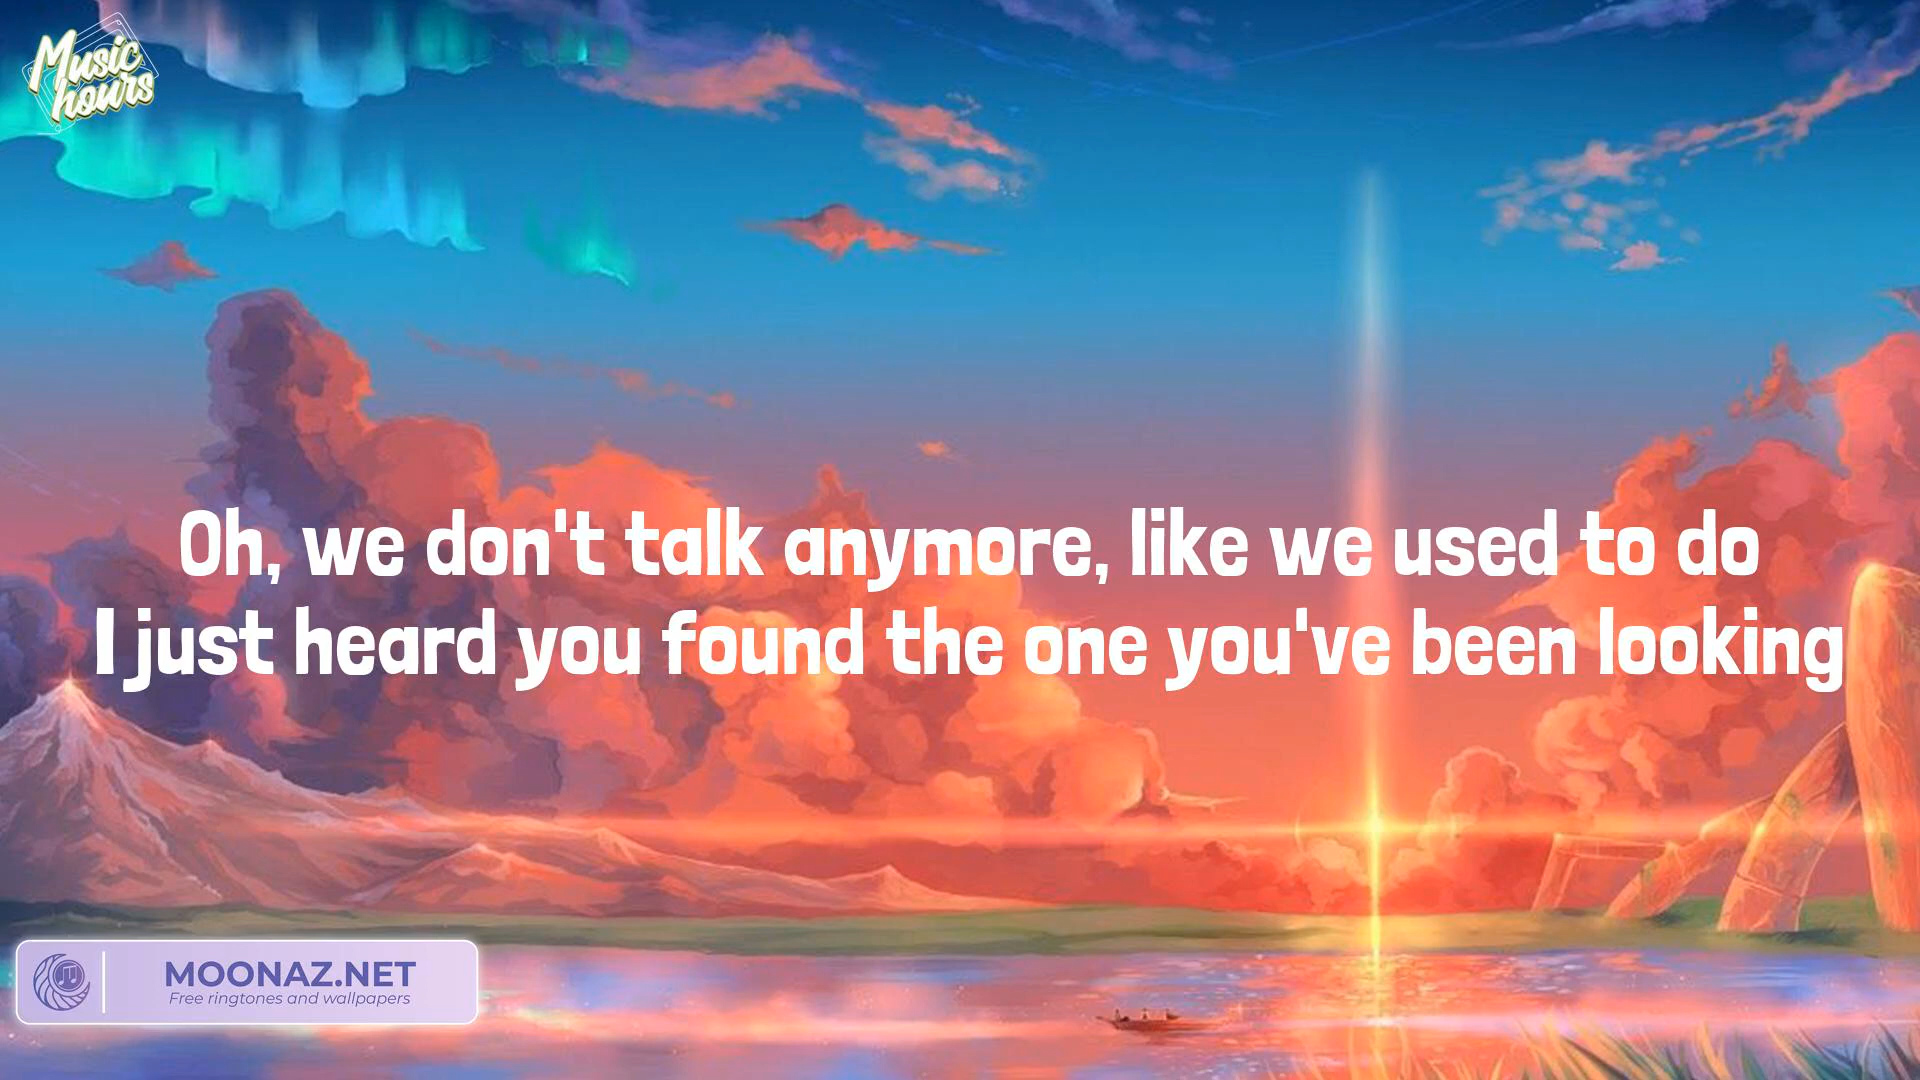 Music
hours
Oh, we don't talk anymore, like we used to do
I just heard you found the one you've been looking
MOONAZ.NET
Free ringtones and wallpapers